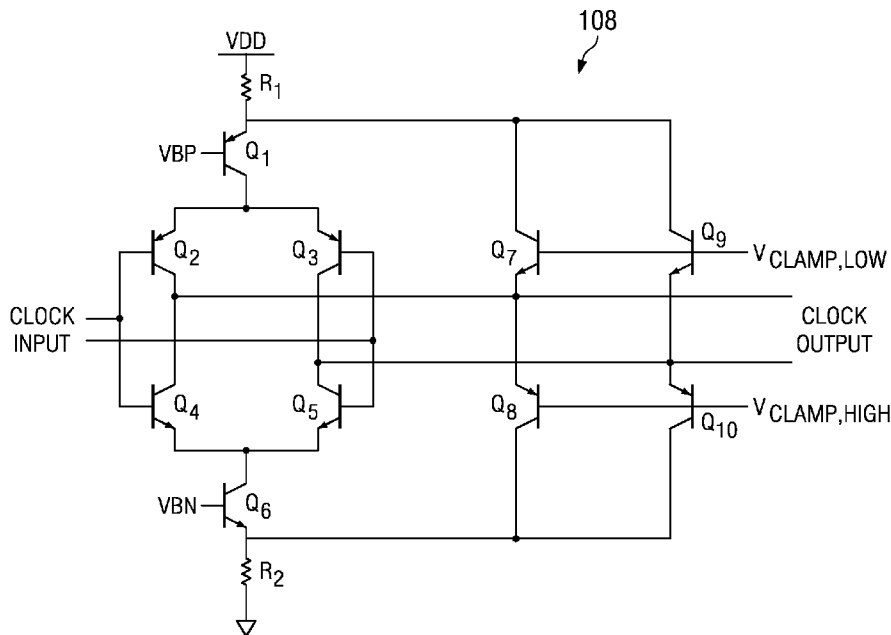 108
VDD
R1
VBP
Q1
Q2
Q3
Q7
Q9
VCLAMP,LOW
CLOCK
INPUT
CLOCK
OUTPUT
Q4
Q5
Q8
Q10
VCLAMP,HIGH
VBN
Q6
R2